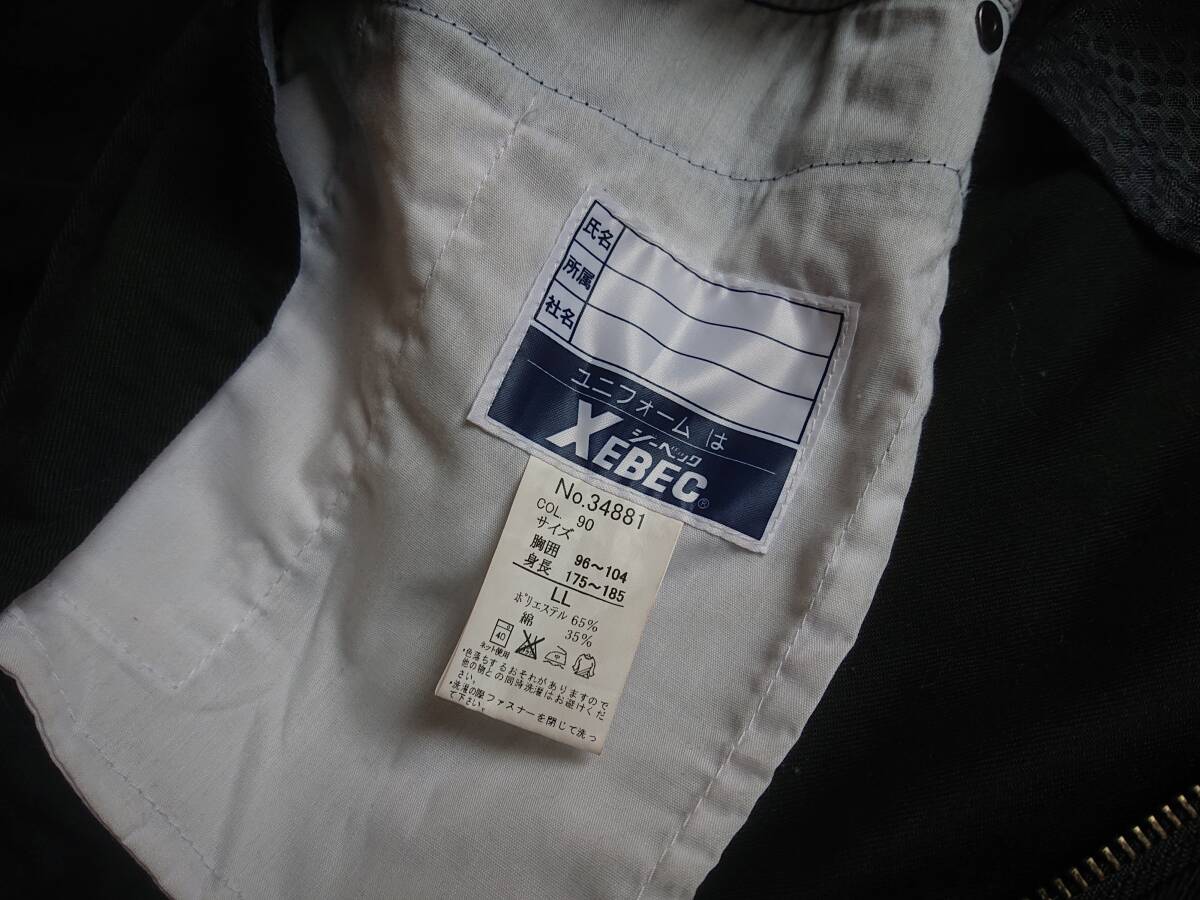 氏名
所属
社名
ユニフォーム は
シーベック
XEBEC®
No.34881
COL. 90
サイズ
胸囲 96～104
身長 175～185
LL
ポリエステル 65%
綿 35%
40
ネット使用
・色落ちするおそれがありますので
他の物との同時洗濯はお避けくだ
さい。
・洗濯の際ファスナーを閉じて洗っ
て下さい。